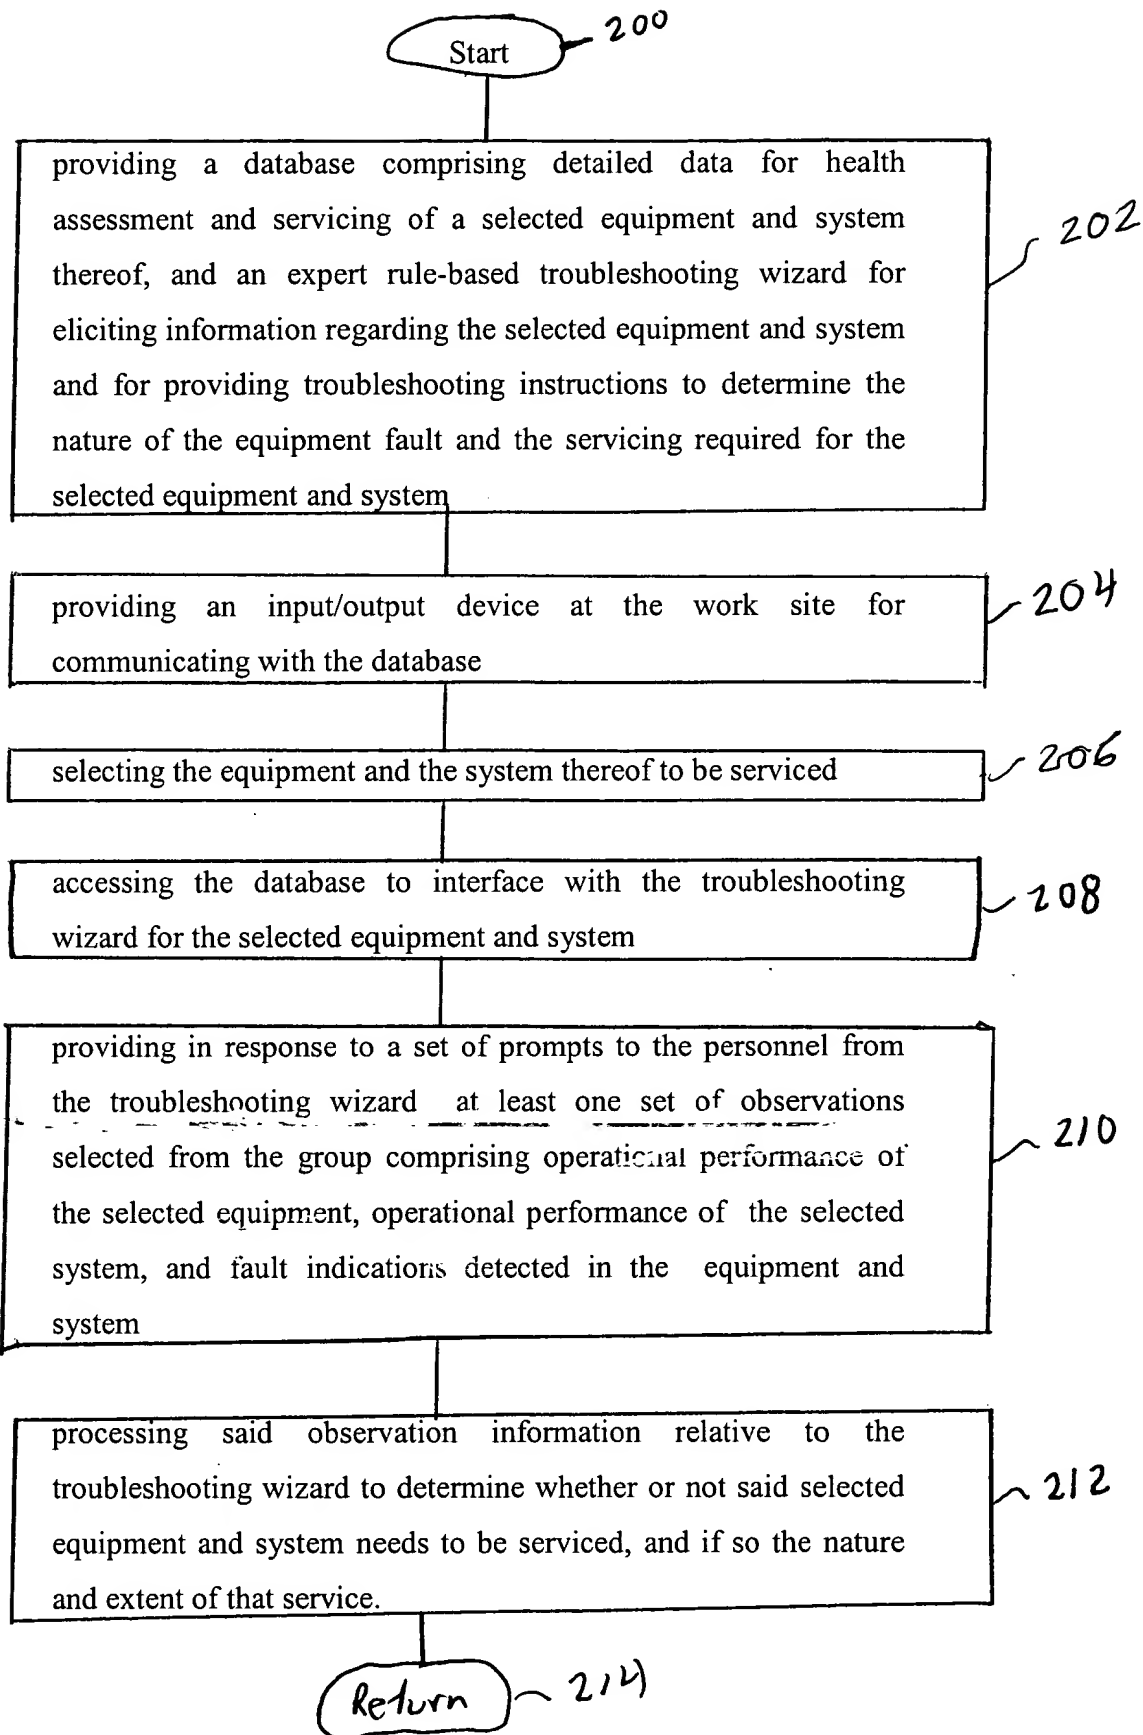 Start 200
providing a database comprising detailed data for health
assessment and servicing of a selected equipment and system
thereof, and an expert rule-based troubleshooting wizard for
eliciting information regarding the selected equipment and system
and for providing troubleshooting instructions to determine the
nature of the equipment fault and the servicing required for the
selected equipment and system
202
providing an input/output device at the work site for
communicating with the database
204
selecting the equipment and the system thereof to be serviced
206
accessing the database to interface with the troubleshooting
wizard for the selected equipment and system
208
providing in response to a set of prompts to the personnel from
the troubleshooting wizard at least one set of observations
selected from the group comprising operational performance of
the selected equipment, operational performance of the selected
system, and fault indications detected in the equipment and
system
210
processing said observation information relative to the
troubleshooting wizard to determine whether or not said selected
equipment and system needs to be serviced, and if so the nature
and extent of that service.
212
Return 214